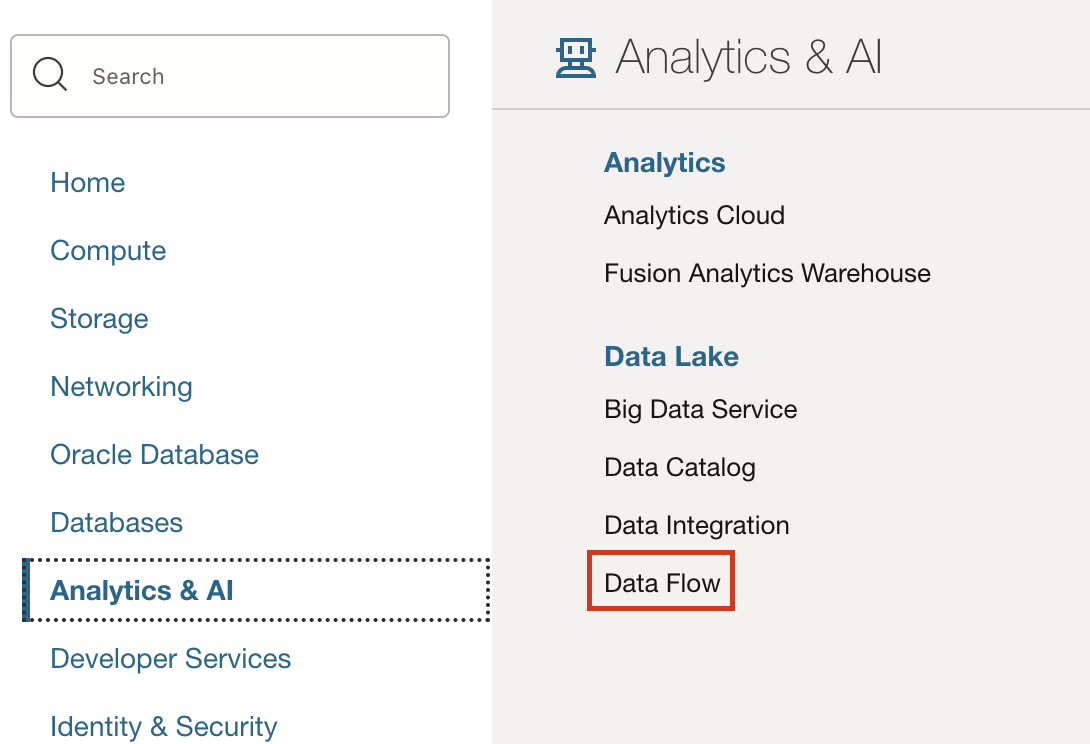 Search
Home
Compute
Storage
Networking
Oracle Database
Databases
Analytics & AI
Developer Services
Identity & Security
Analytics & AI
Analytics
Analytics Cloud
Fusion Analytics Warehouse
Data Lake
Big Data Service
Data Catalog
Data Integration
Data Flow